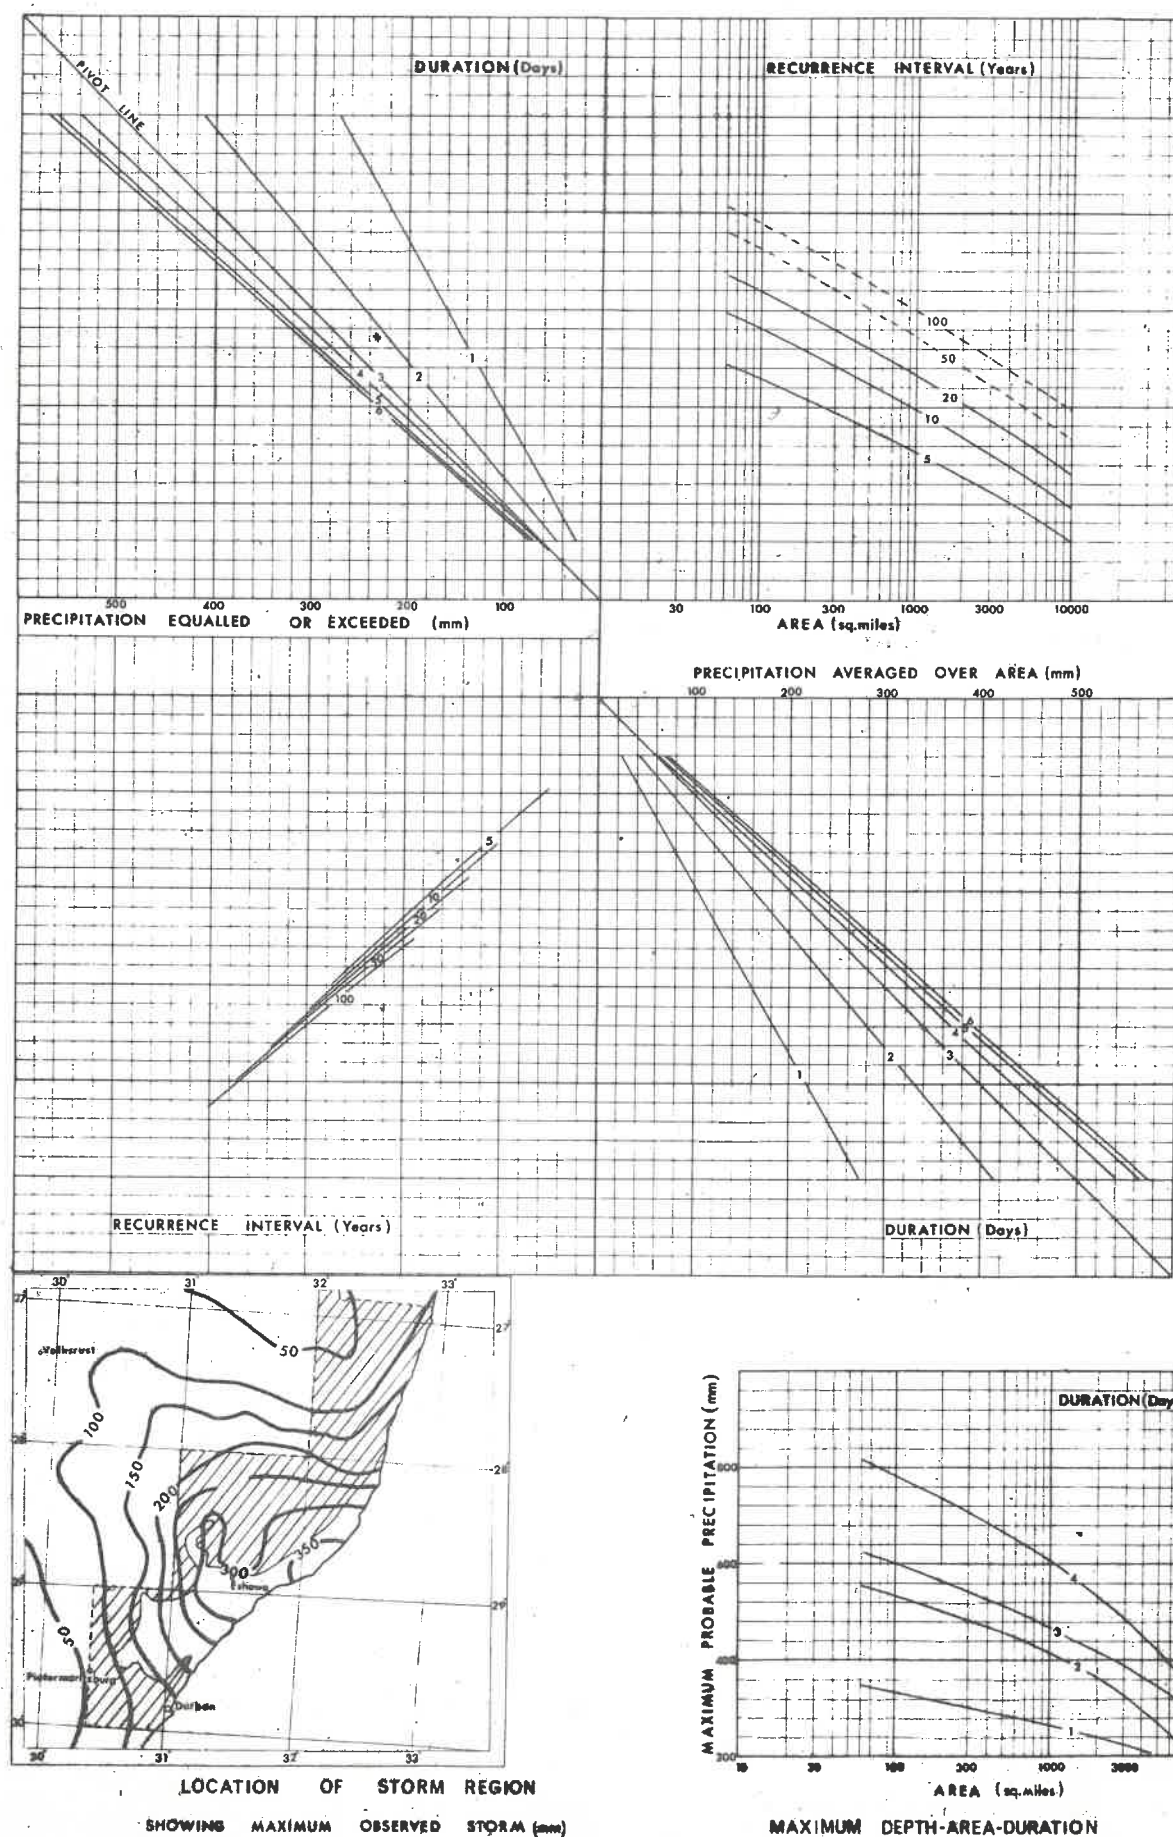 DURATION (Days)
RECURRENCE INTERVAL (Years)
PIVOT LINE
1
2
3
4
5
6
100
50
20
10
5
500 400 300 200 100
30 100 300 1000 3000 10000
PRECIPITATION EQUALLED OR EXCEEDED (mm)
AREA (sq.miles)
PRECIPITATION AVERAGED OVER AREA (mm)
100 200 300 400 500
5
10
20
50
100
6
5
4
3
2
1
RECURRENCE INTERVAL (Years)
DURATION (Days)
30 31 32 33
27
27
Volksrust
50
100
150
28
28
200
300
350
Eshowe
29
29
50
Pietermaritzburg
Durban
30
30 31 32 33
LOCATION OF STORM REGION
SHOWING MAXIMUM OBSERVED STORM (mm)
DURATION (Day
MAXIMUM PROBABLE PRECIPITATION (mm)
800
600
400
200
4
3
2
1
10 30 100 300 1000 3000
AREA (sq.miles)
MAXIMUM DEPTH-AREA-DURATION